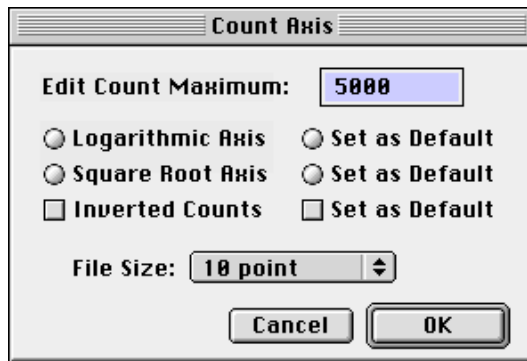 Count Axis
Edit Count Maximum: 5000
Logarithmic Axis Set as Default
Square Root Axis Set as Default
Inverted Counts Set as Default
File Size: 10 point
Cancel OK